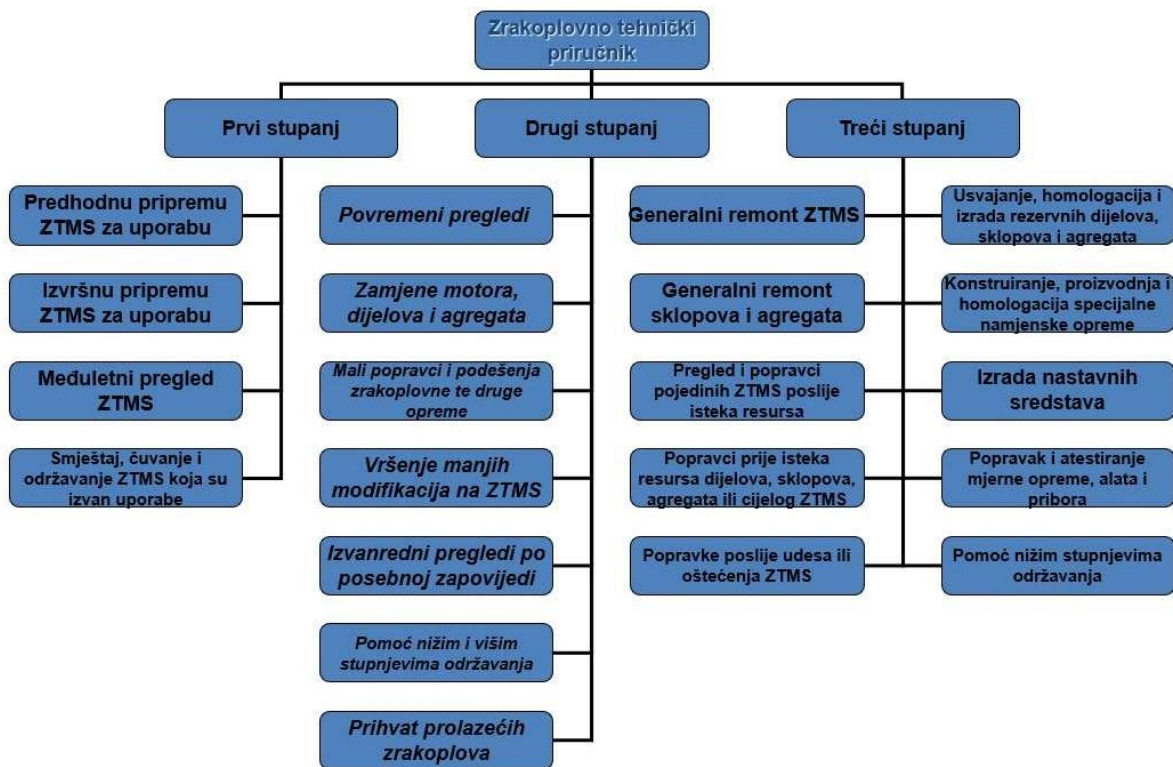 Zrakoplovno tehnički
priručnik
Prvi stupanj
Drugi stupanj
Treći stupanj
Predhodnu pripremu
ZTMS za uporabu
Izvršnu pripremu
ZTMS za uporabu
Međuletni pregled
ZTMS
Smještaj, čuvanje i
održavanje ZTMS koja su
izvan uporabe
Povremeni pregledi
Zamjene motora,
dijelova i agregata
Mali popravci i podešenja
zrakoplovne te druge
opreme
Vršenje manjih
modifikacija na ZTMS
Izvanredni pregledi po
posebnoj zapovijedi
Pomoć nižim i višim
stupnjevima održavanja
Prihvat prolazećih
zrakoplova
Generalni remont ZTMS
Generalni remont
sklopova i agregata
Pregled i popravci
pojedinih ZTMS poslije
isteka resursa
Popravci prije isteka
resursa dijelova, sklopova,
agregata ili cijelog ZTMS
Popravke poslije udesa ili
oštećenja ZTMS
Usvajanje, homologacija i
izrada rezervnih dijelova,
sklopova i agregata
Konstruiranje, proizvodnja i
homologacija specijalne
namjenske opreme
Izrada nastavnih
sredstava
Popravak i atestiranje
mjerne opreme, alata i
pribora
Pomoć nižim stupnjevima
održavanja